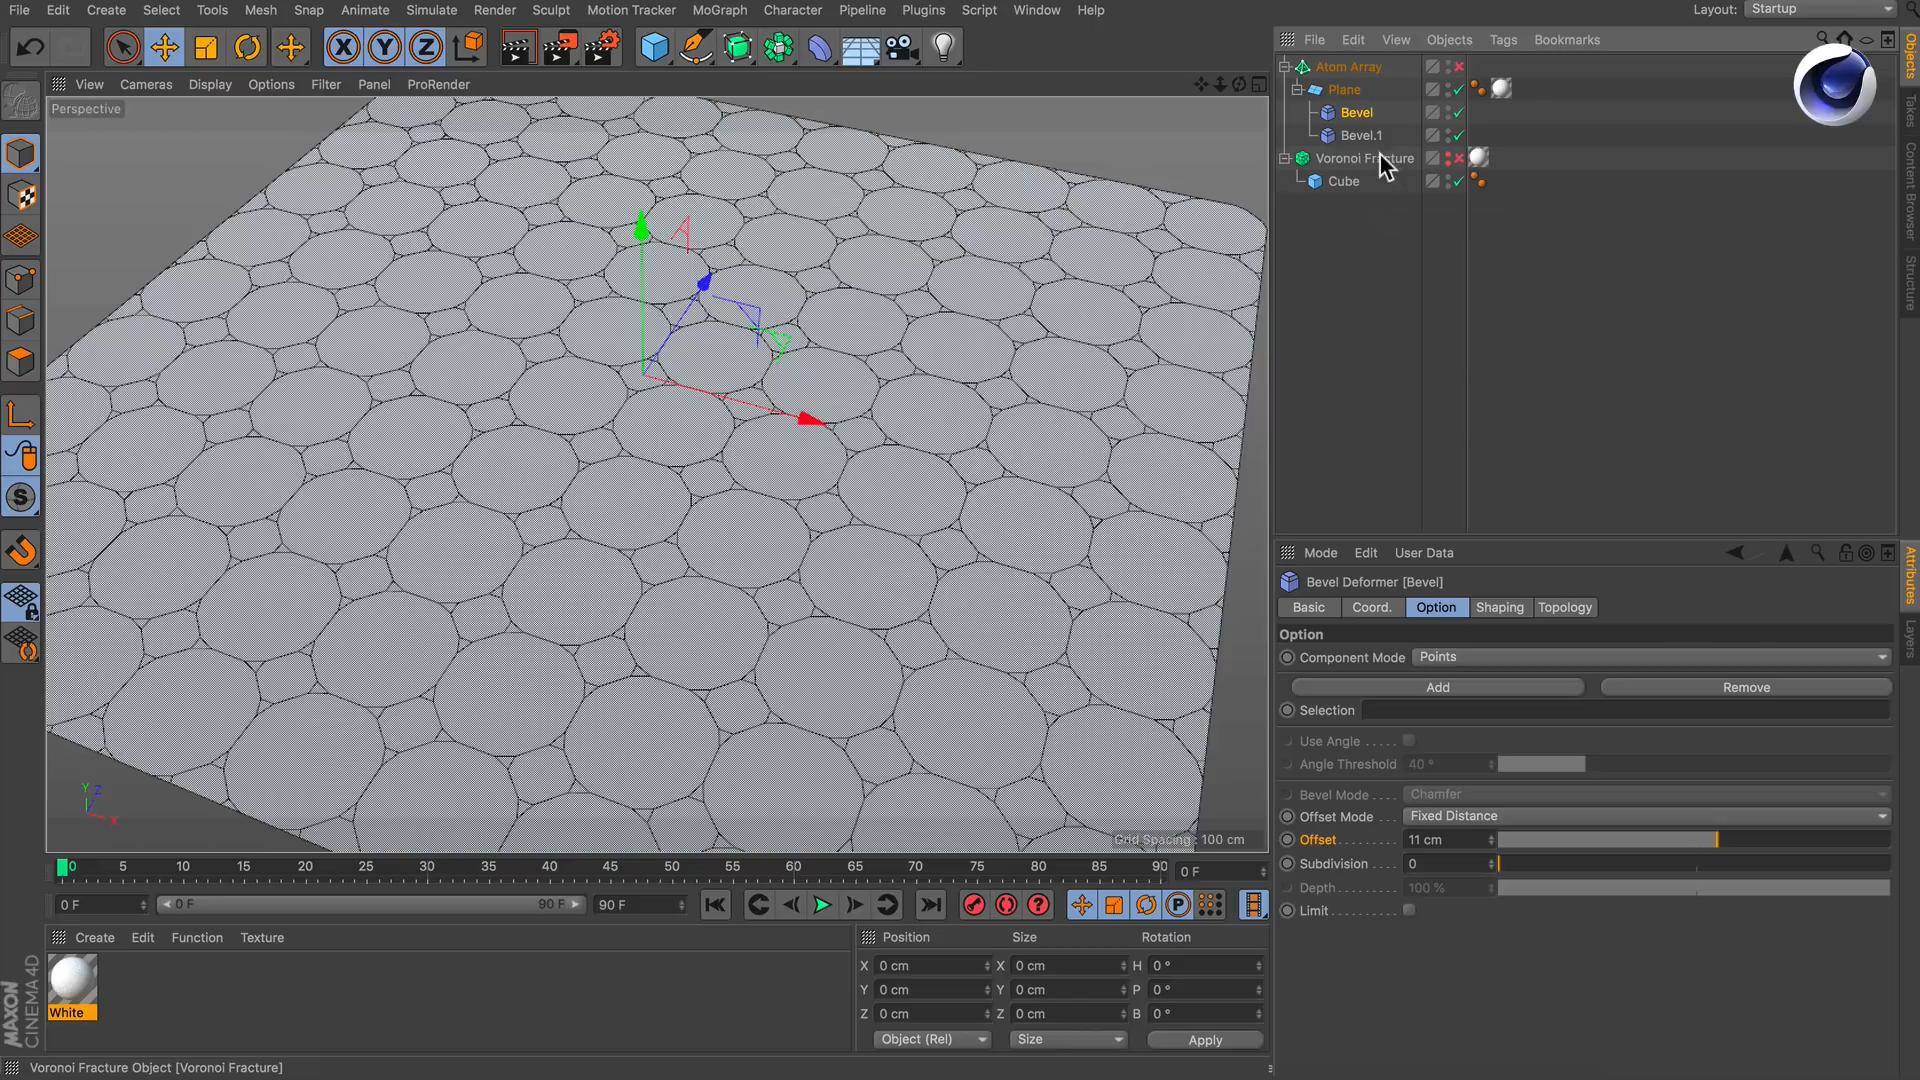 File Edit Create Select Tools Mesh Snap Animate Simulate Render Sculpt Motion Tracker MoGraph Character Pipeline Plugins Script Window Help Layout: Startup
X Y Z
File Edit View Objects Tags Bookmarks
Objects
Takes
Content Browser
Structure
Atom Array
Plane
Bevel
Bevel.1
Voronoi Fracture
Cube
View Cameras Display Options Filter Panel ProRender
Perspective
Grid Spacing : 100 cm
Y Z
X
Mode Edit User Data
Attributes
Layers
Bevel Deformer [Bevel]
Basic Coord. Option Shaping Topology
Option
Component Mode Points
Add Remove
Selection
Use Angle . . . . .
Angle Threshold 40 °
Bevel Mode . . . . Chamfer
Offset Mode . . . Fixed Distance
Offset . . . . . . . . 11 cm
Subdivision . . . 0
Depth . . . . . . . . 100 %
Limit . . . . . . . . .
0 5 10 15 20 25 30 35 40 45 50 55 60 65 70 75 80 85 90 0 F
0 F 0 F 90 F 90 F
P
Create Edit Function Texture
White
MAXON
CINEMA 4D
Position Size Rotation
X 0 cm X 0 cm H 0 °
Y 0 cm Y 0 cm P 0 °
Z 0 cm Z 0 cm B 0 °
Object (Rel) Size Apply
Voronoi Fracture Object [Voronoi Fracture]